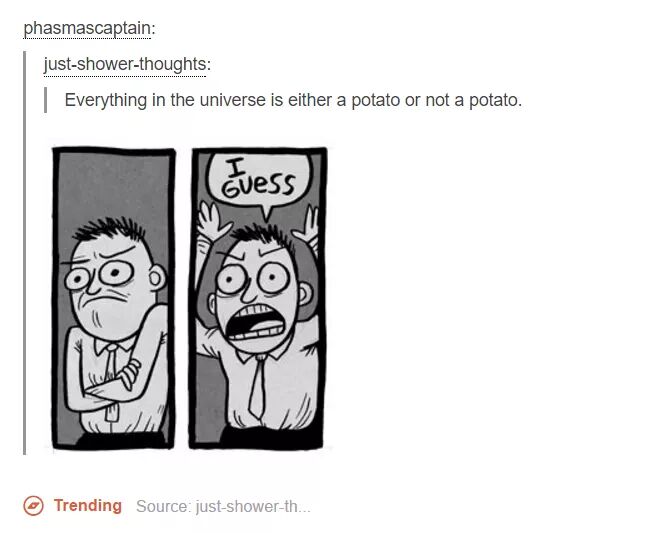 phasmascaptain:
just-shower-thoughts:
Everything in the universe is either a potato or not a potato.
I
GUESS
Trending Source: just-shower-th...